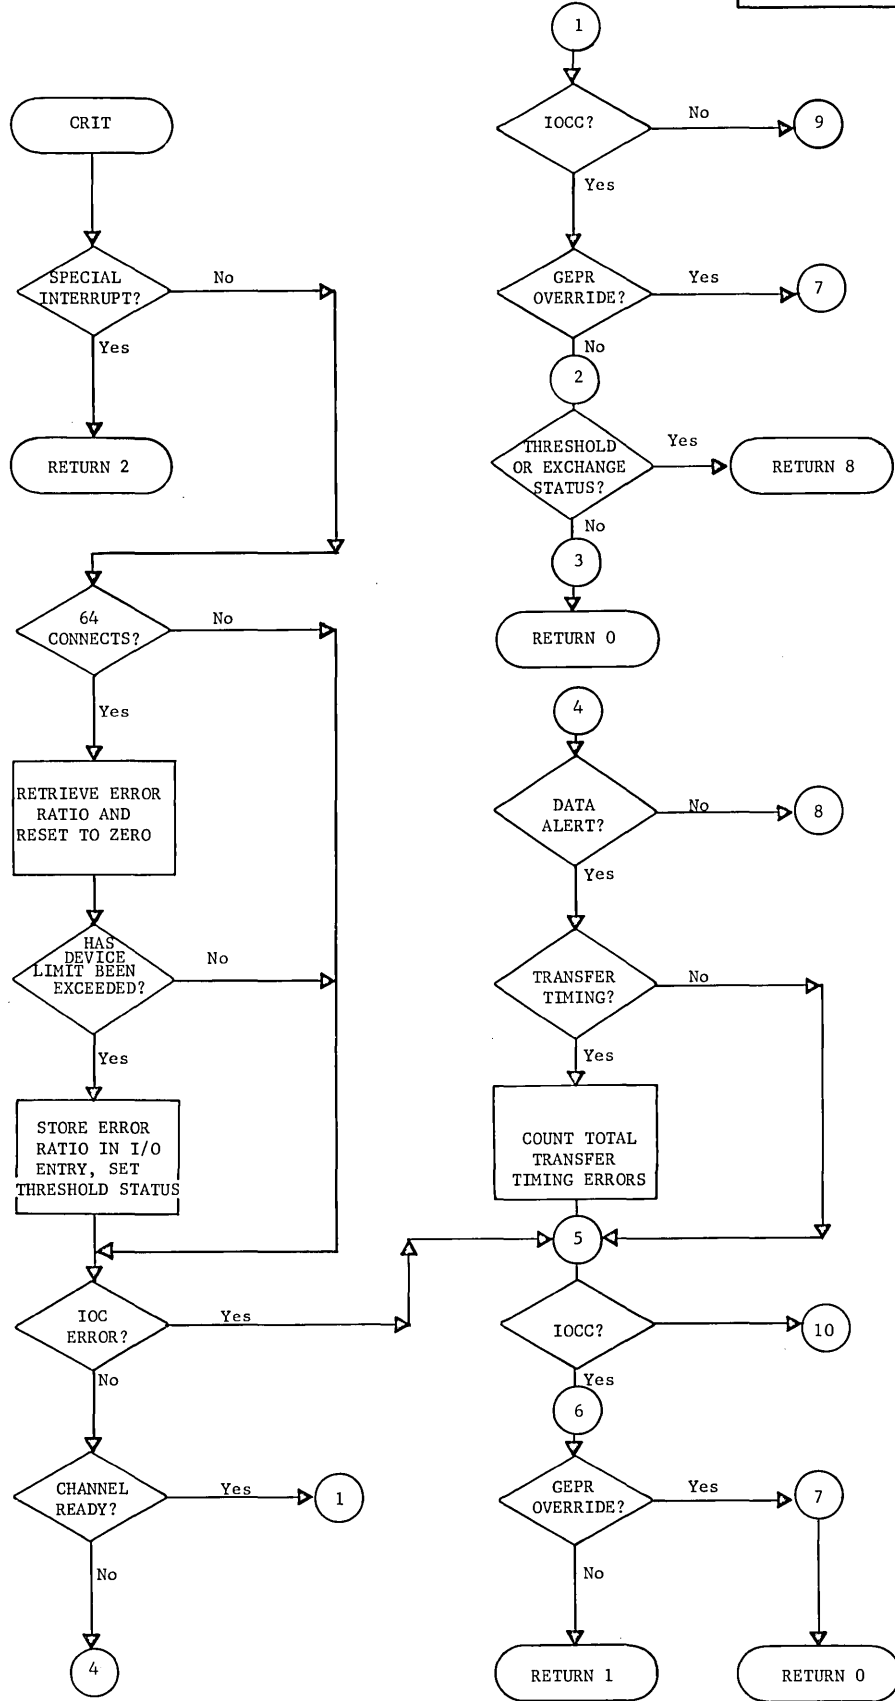 CRIT
SPECIAL
INTERRUPT?
No
Yes
RETURN 2
64
CONNECTS?
No
Yes
RETRIEVE ERROR
RATIO AND
RESET TO ZERO
HAS
DEVICE
LIMIT BEEN
EXCEEDED?
No
Yes
STORE ERROR
RATIO IN I/O
ENTRY, SET
THRESHOLD STATUS
IOC
ERROR?
Yes
No
CHANNEL
READY?
Yes
1
No
4
1
IOCC?
No
9
Yes
GEPR
OVERRIDE?
Yes
7
No
2
THRESHOLD
OR EXCHANGE
STATUS?
Yes
RETURN 8
No
3
RETURN 0
4
DATA
ALERT?
No
8
Yes
TRANSFER
TIMING?
No
Yes
COUNT TOTAL
TRANSFER
TIMING ERRORS
5
IOCC?
10
Yes
6
GEPR
OVERRIDE?
Yes
7
No
RETURN 1
RETURN 0